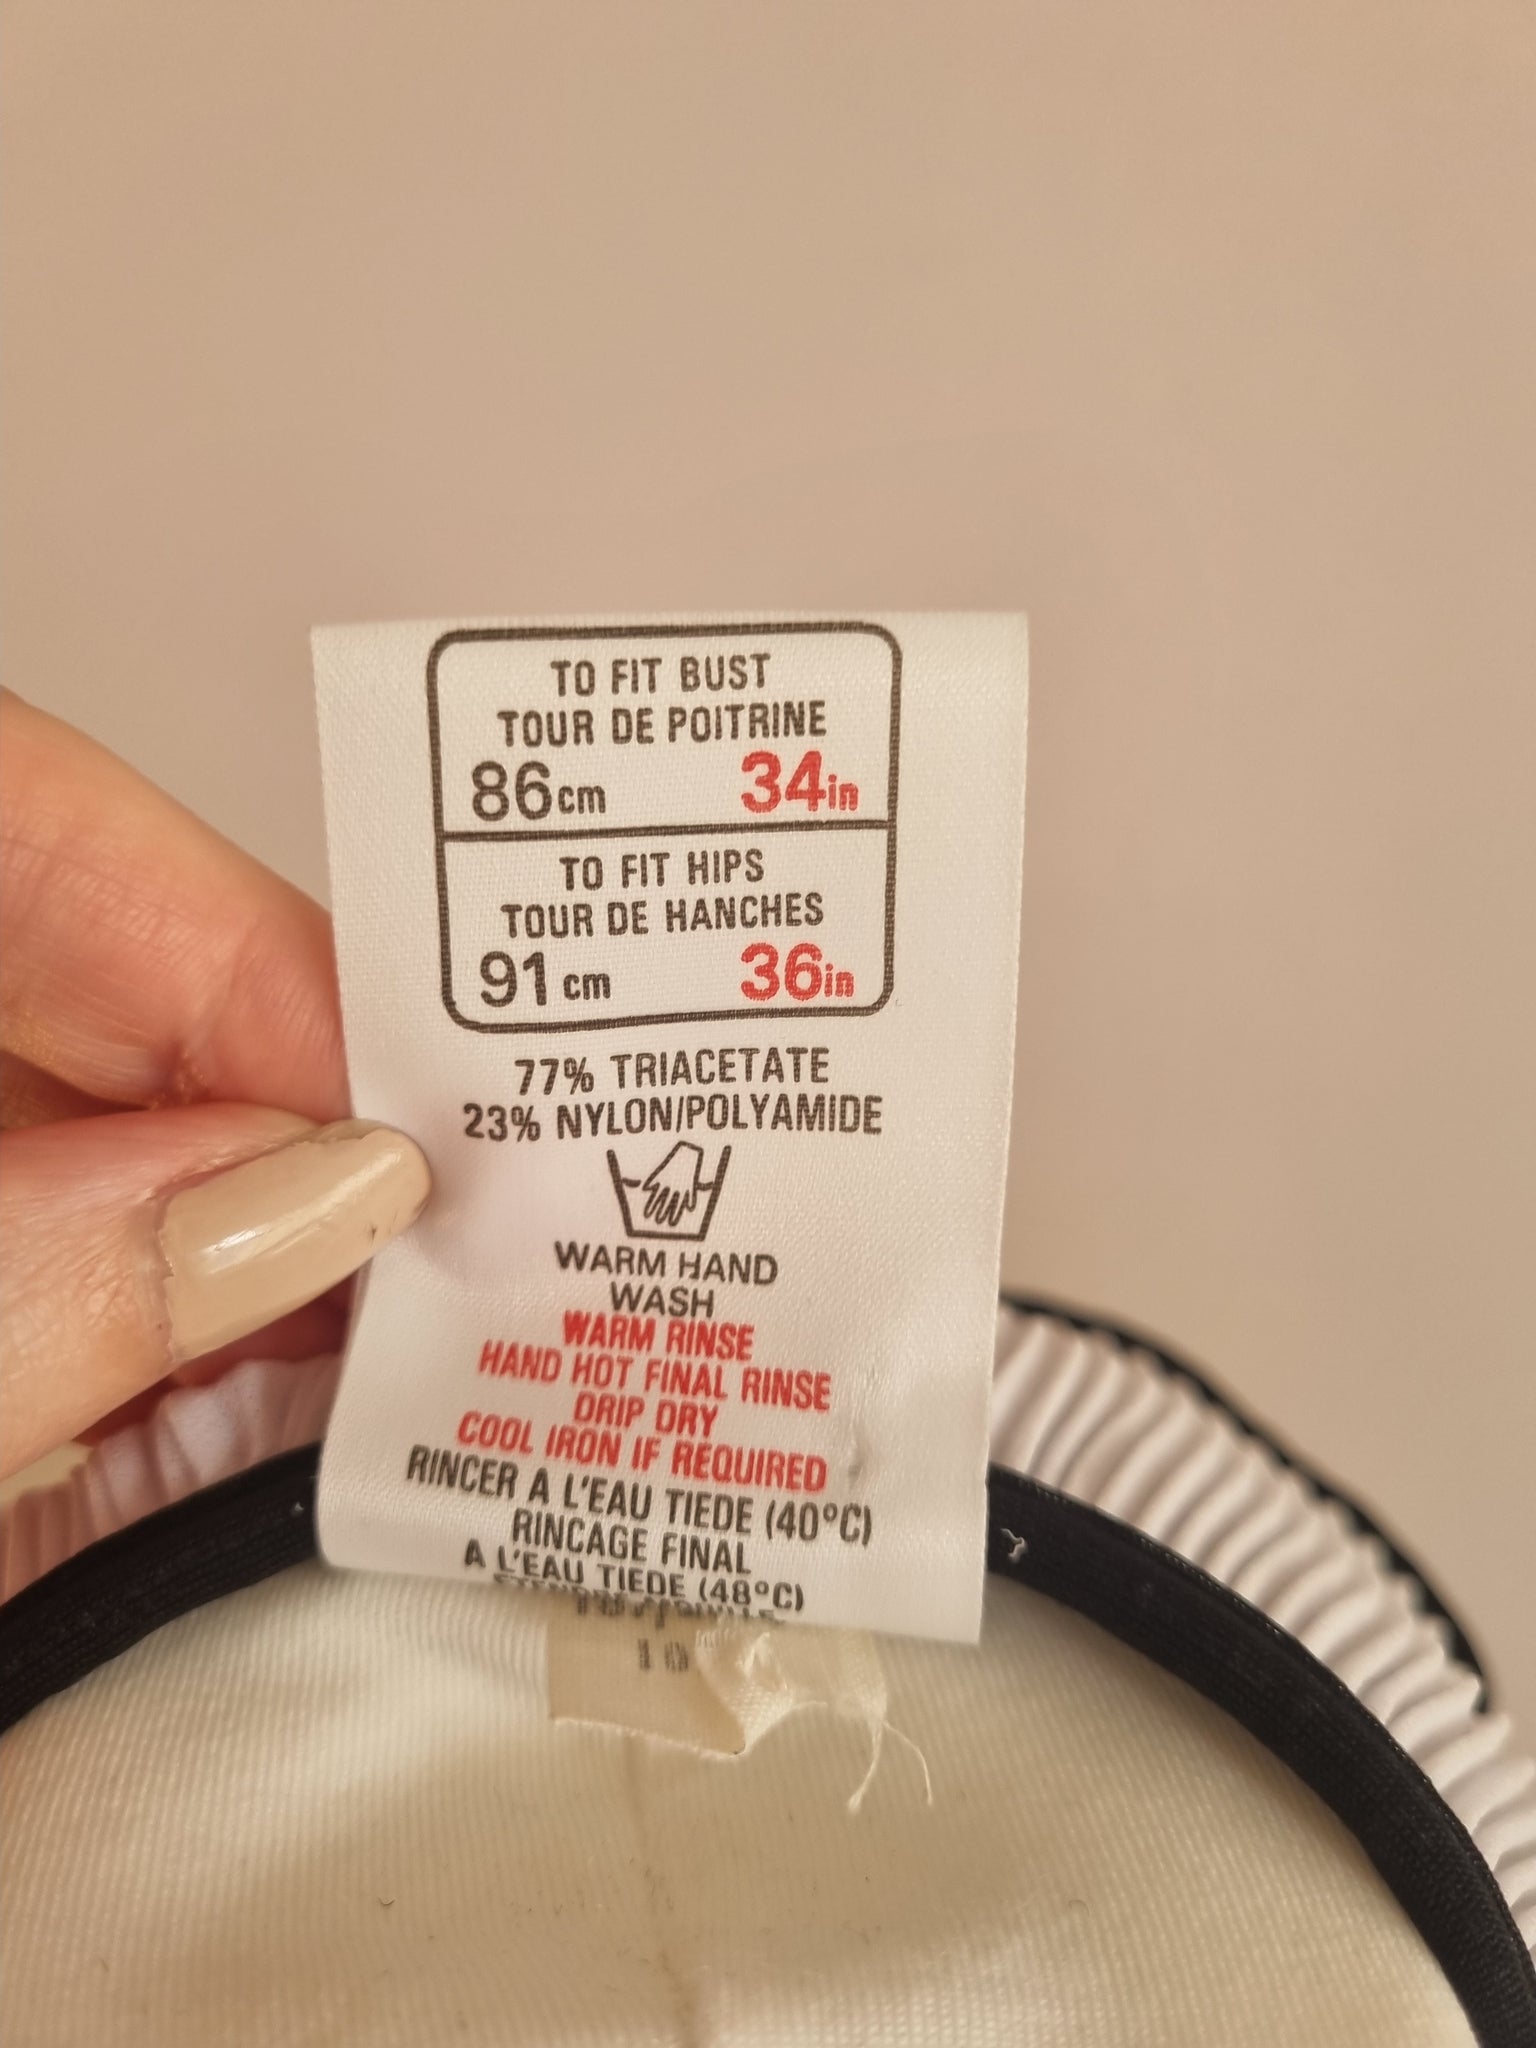 TO FIT BUST
TOUR DE POITRINE
86cm 34in
TO FIT HIPS
TOUR DE HANCHES
91cm 36in
77% TRIACETATE
23% NYLON/POLYAMIDE
WARM HAND
WASH
WARM RINSE
HAND HOT FINAL RINSE
DRIP DRY
COOL IRON IF REQUIRED
RINCER A L'EAU TIEDE (40°C)
RINCAGE FINAL
A L'EAU TIEDE (48°C)